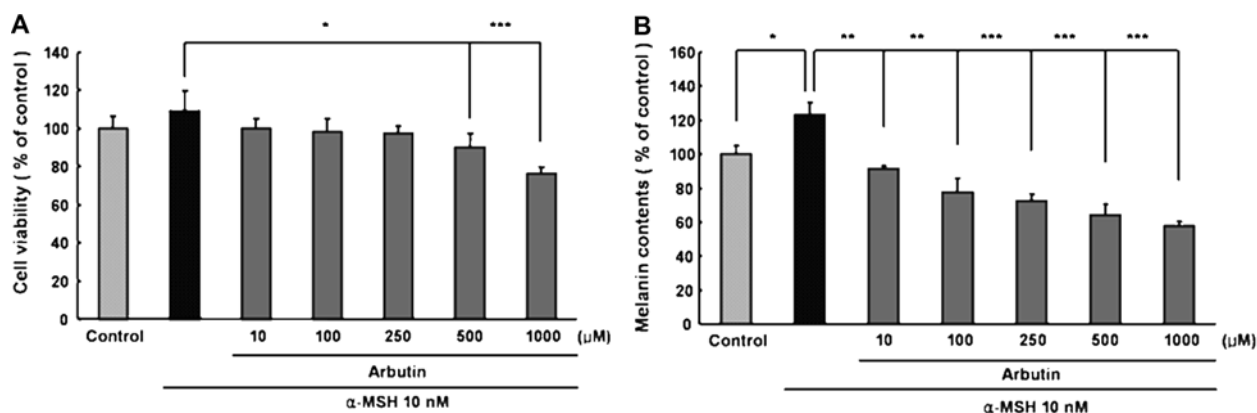 A
* ***
Cell viability ( % of control)
140
120
100
80
60
40
20
0
Control 10 100 250 500 1000 (μM)
Arbutin
α-MSH 10 nM
B
* ** ** *** *** ***
Melanin contents ( % of control)
160
140
120
100
80
60
40
20
0
Control 10 100 250 500 1000 (μM)
Arbutin
α-MSH 10 nM